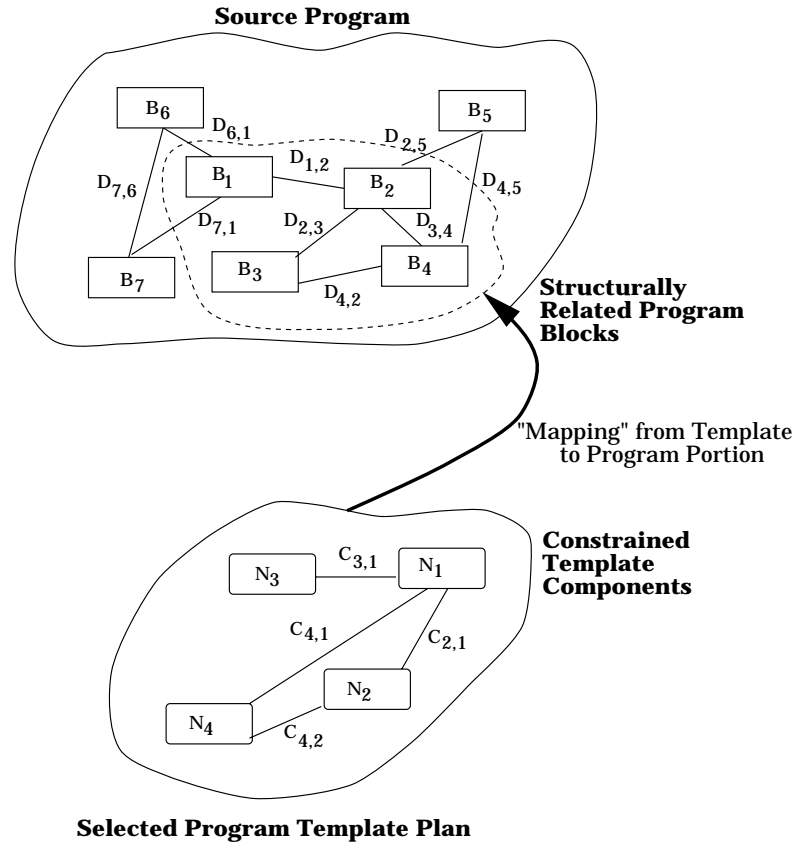 Source Program
B6
B5
D6,1
D2,5
D1,2
B1
B2
D7,6
D4,5
D7,1
D2,3
D3,4
B3
B4
B7
D4,2
Structurally
Related Program
Blocks
"Mapping" from Template
to Program Portion
Constrained
Template
Components
C3,1
N3
N1
C4,1
C2,1
N2
N4
C4,2
Selected Program Template Plan